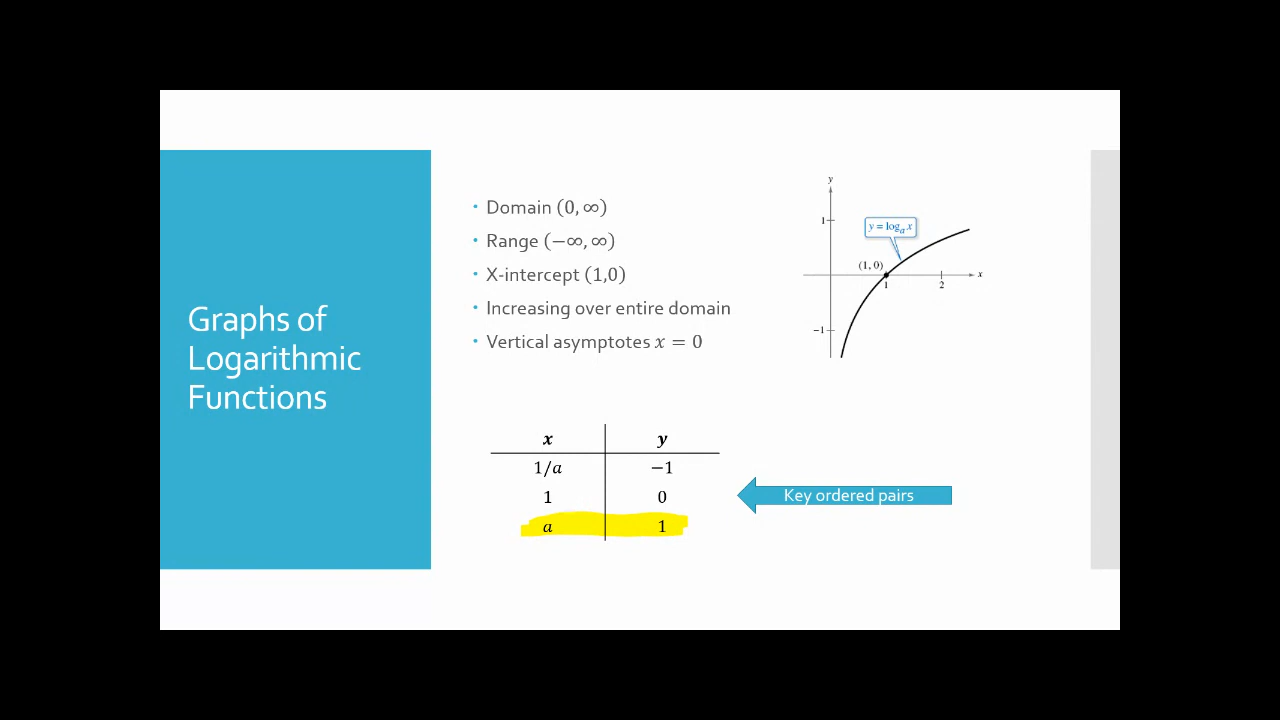 Graphs of
Logarithmic
Functions
• Domain (0, ∞)
• Range (−∞, ∞)
• X-intercept (1,0)
• Increasing over entire domain
• Vertical asymptotes x = 0
y
1
y = logₐ x
(1, 0)
x
1 2
−1
x y
1/a −1
1 0
a 1
Key ordered pairs